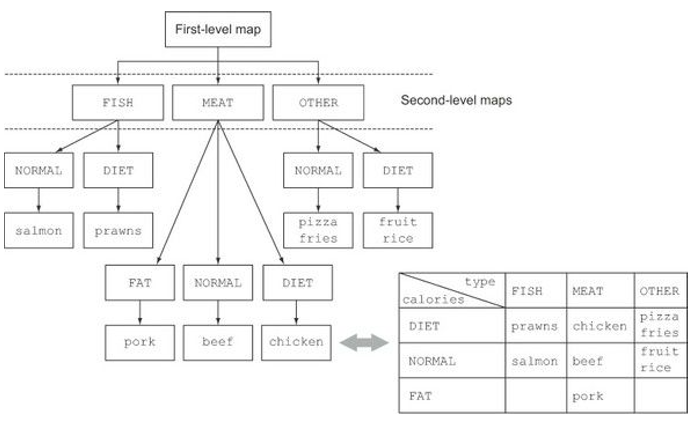 First-level map
FISH MEAT OTHER Second-level maps
NORMAL DIET NORMAL DIET
salmon prawns pizza fries fruit rice
FAT NORMAL DIET
pork beef chicken
type
calories FISH MEAT OTHER
DIET prawns chicken pizza fries
NORMAL salmon beef fruit rice
FAT pork